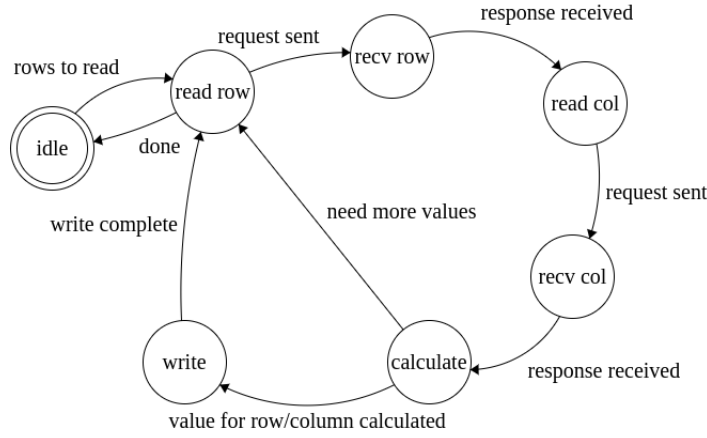 response received
request sent
recv row
rows to read
read row
read col
idle
done
need more values
request sent
write complete
recv col
write
calculate
response received
value for row/column calculated